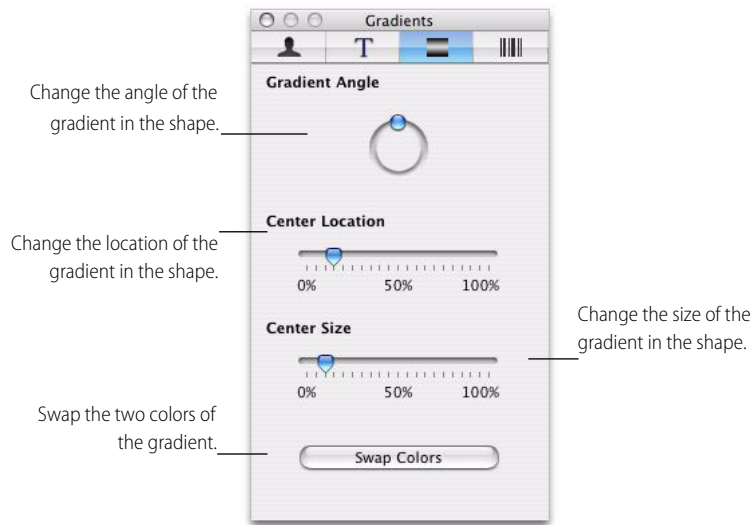 Gradients
T
Gradient Angle
Change the angle of the
gradient in the shape.
Center Location
Change the location of the
gradient in the shape.
0% 50% 100%
Center Size
Change the size of the
gradient in the shape.
0% 50% 100%
Swap the two colors of
the gradient.
Swap Colors